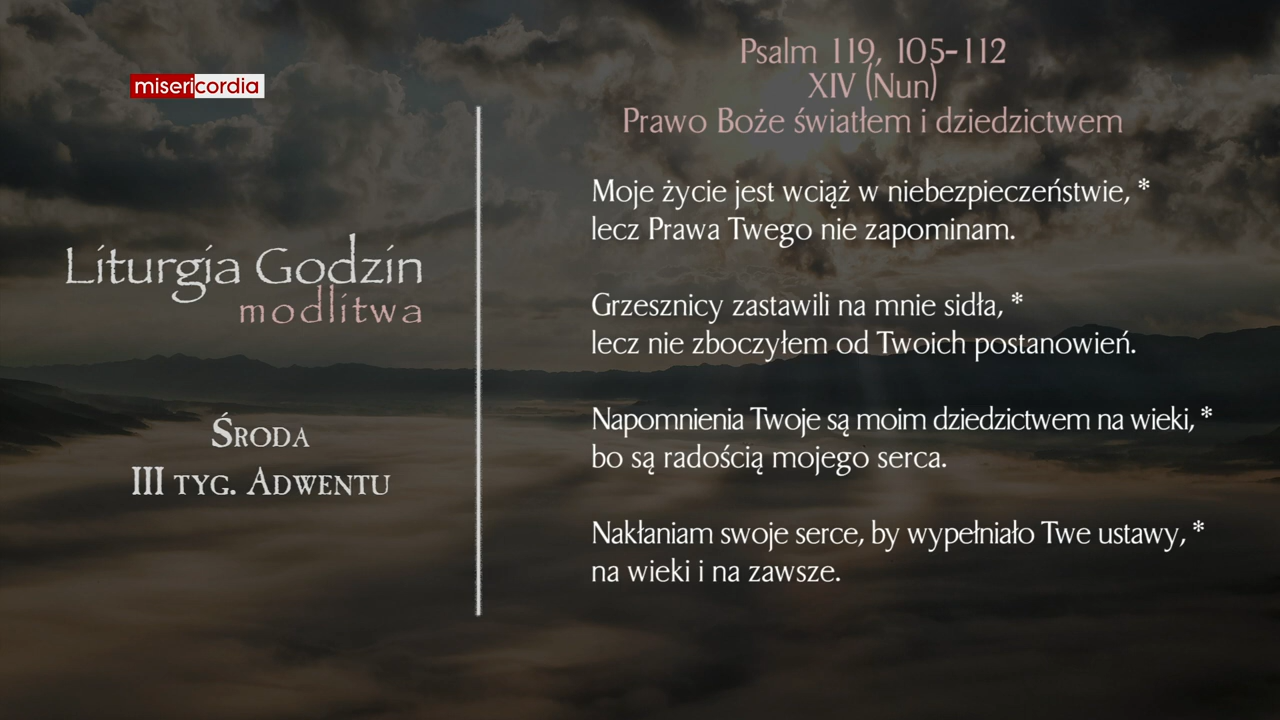 misericordia
Liturgia Godzin
modlitwa
Środa
III tyg. Adwentu
Psalm 119, 105-112
XIV (Nun)
Prawo Boże światłem i dziedzictwem
Moje życie jest wciąż w niebezpieczeństwie, *
lecz Prawa Twego nie zapominam.
Grzesznicy zastawili na mnie sidła, *
lecz nie zboczyłem od Twoich postanowień.
Napomnienia Twoje są moim dziedzictwem na wieki, *
bo są radością mojego serca.
Nakłaniam swoje serce, by wypełniało Twe ustawy, *
na wieki i na zawsze.